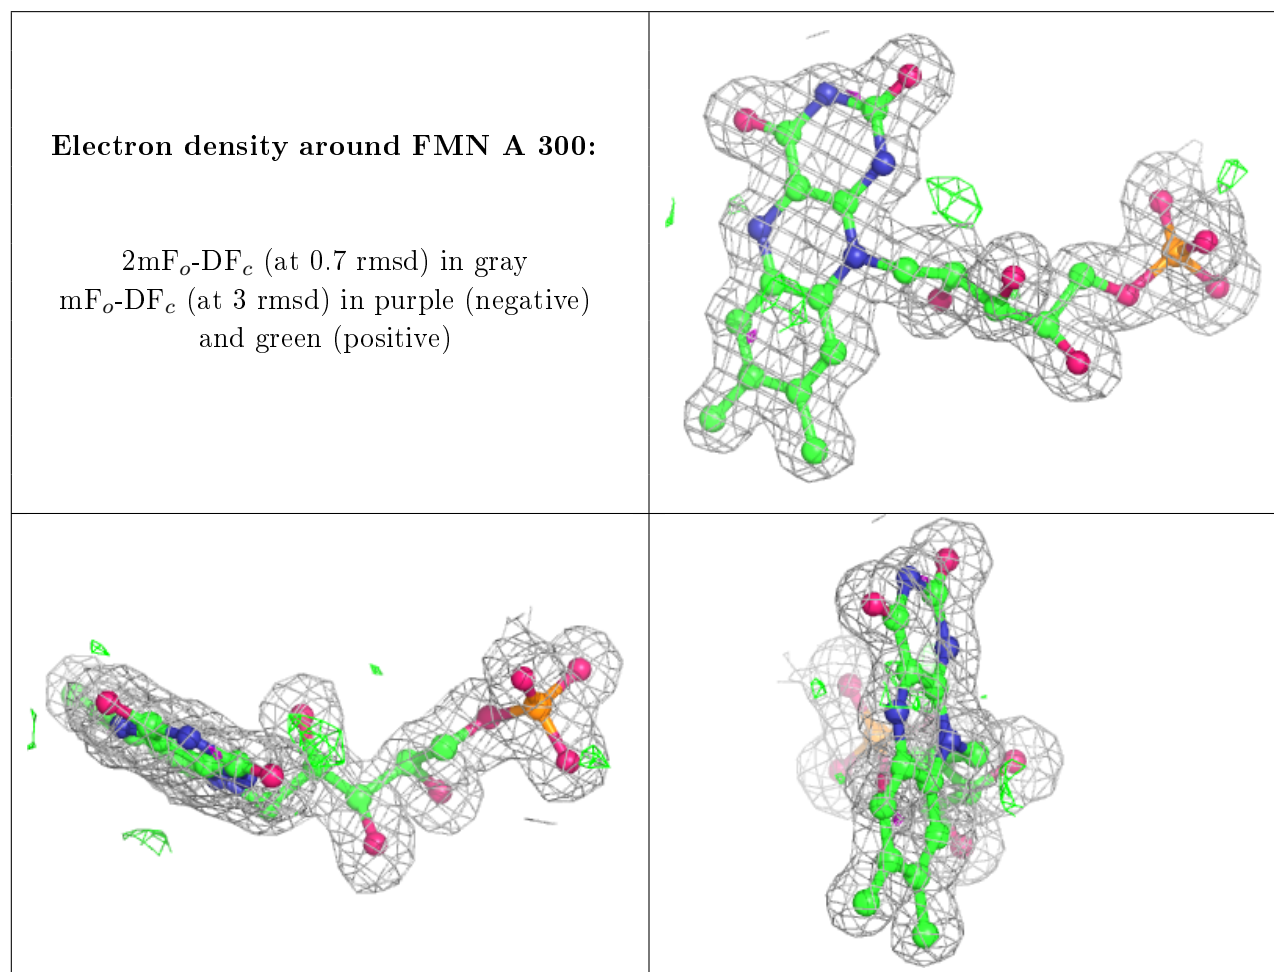 Electron density around FMN A 300:
2mFo-DFc (at 0.7 rmsd) in gray
mFo-DFc (at 3 rmsd) in purple (negative)
and green (positive)